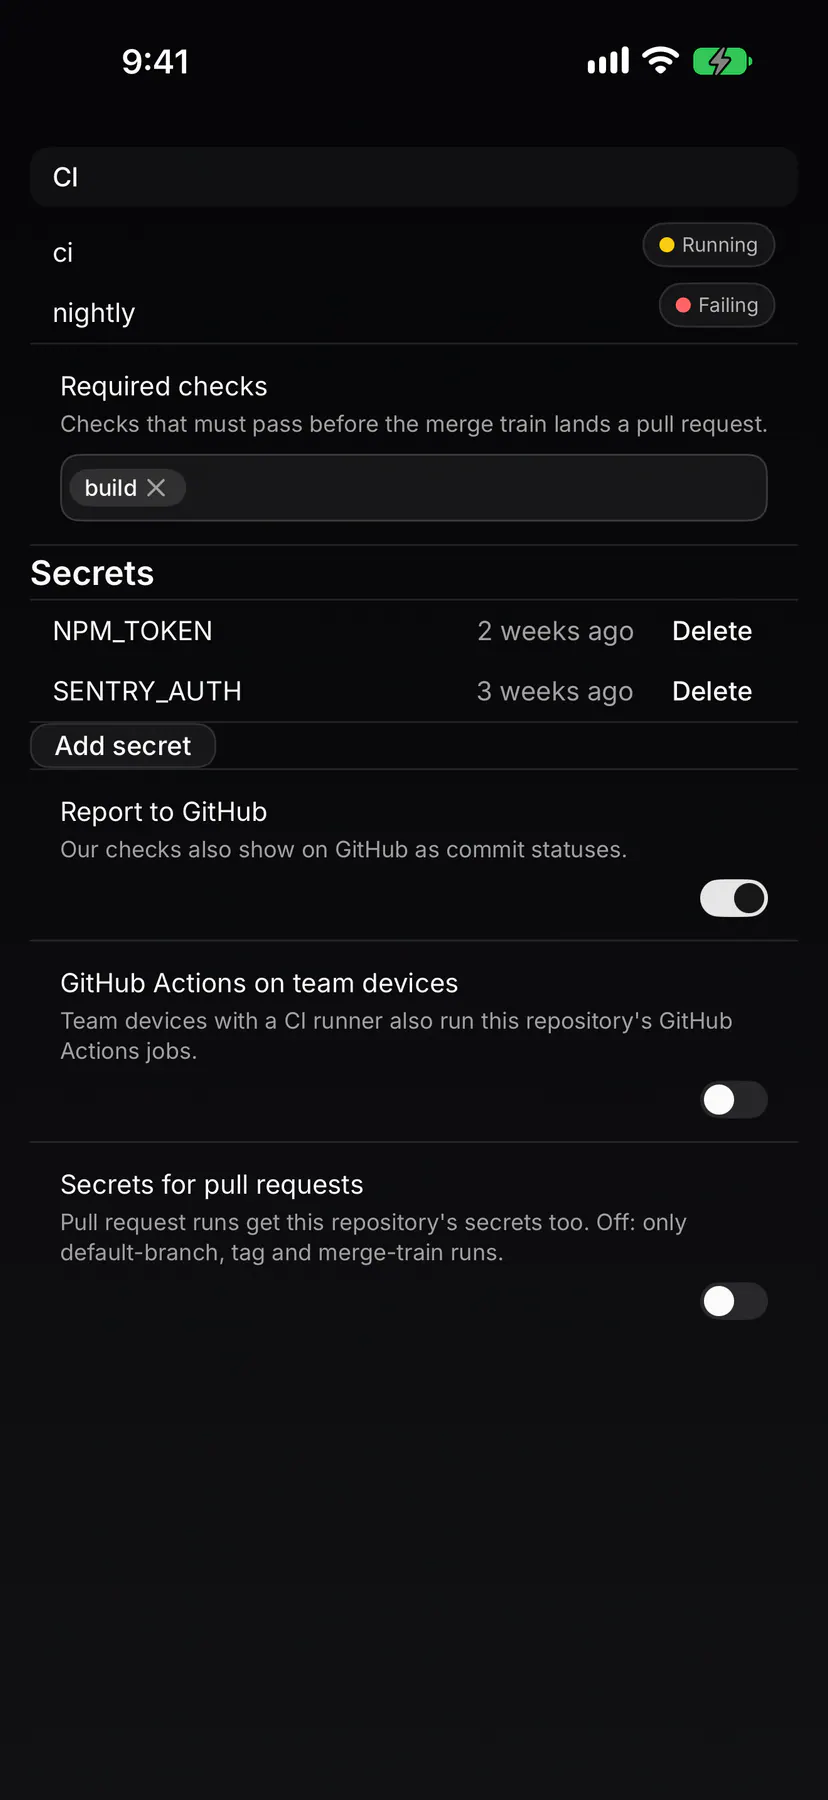 9:41
CI
ci
Running
nightly
Failing
Required checks
Checks that must pass before the merge train lands a pull request.
build
Secrets
NPM_TOKEN 2 weeks ago Delete
SENTRY_AUTH 3 weeks ago Delete
Add secret
Report to GitHub
Our checks also show on GitHub as commit statuses.
GitHub Actions on team devices
Team devices with a CI runner also run this repository's GitHub
Actions jobs.
Secrets for pull requests
Pull request runs get this repository's secrets too. Off: only
default-branch, tag and merge-train runs.